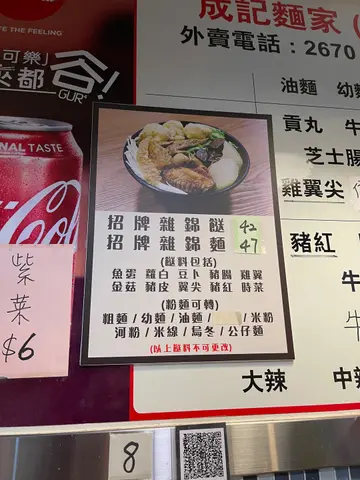 THE FEELING
可樂」
都
谷!
GUR⁴
NAL TASTE
紫菜
$6
成記麵家 (
外賣電話:2670
油麵 幼
貢丸 牛
芝士腸
雞翼尖
豬紅
牛
牛
大辣 中辣
招牌雜錦餸 42
招牌雜錦麵 47
(餸料包括)
魚蛋 蘿白 豆卜 豬腸 雞翼
金菇 豬皮 翼尖 豬紅 時菜
(粉麵可轉)
粗麵/幼麵/油麵/ /米粉
河粉/米線/烏冬/公仔麵
(以上餸料不可更改)
8